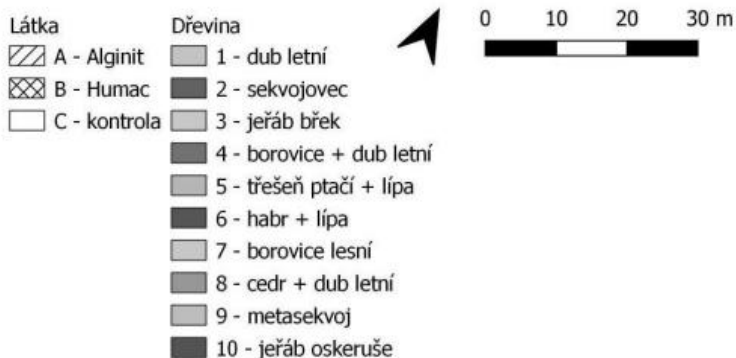 Látka
A - Alginit
B - Humac
C - kontrola
Dřevina
1 - dub letní
2 - sekvojovec
3 - jeřáb břek
4 - borovice + dub letní
5 - třešeň ptačí + lípa
6 - habr + lípa
7 - borovice lesní
8 - cedr + dub letní
9 - metasekvoj
10 - jeřáb oskeruše
0 10 20 30 m